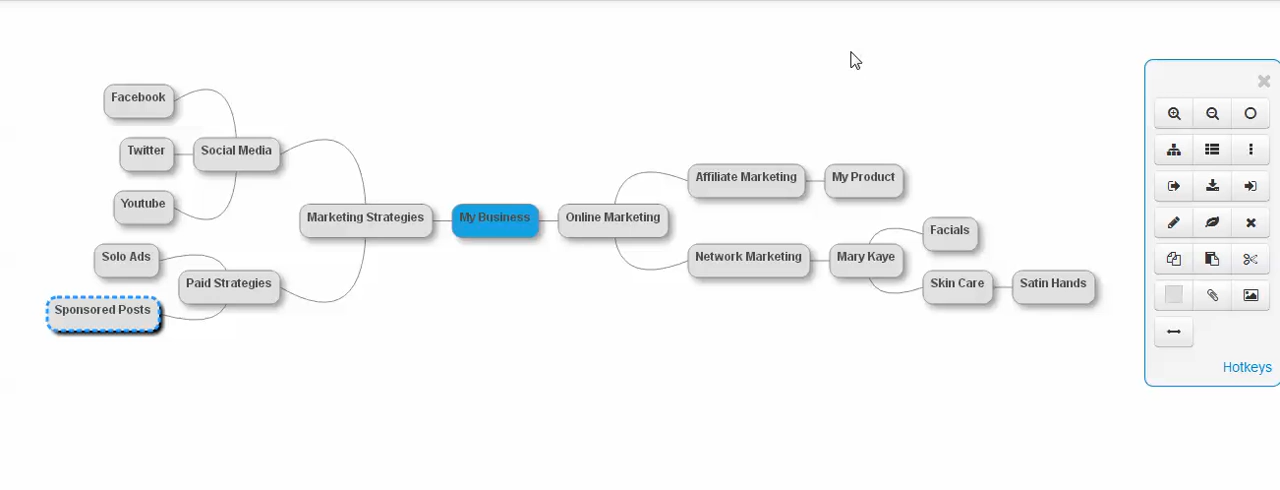 Facebook
Twitter
Social Media
Youtube
Marketing Strategies
My Business
Online Marketing
Solo Ads
Paid Strategies
Sponsored Posts
Affiliate Marketing
My Product
Network Marketing
Mary Kaye
Facials
Skin Care
Satin Hands
Hotkeys